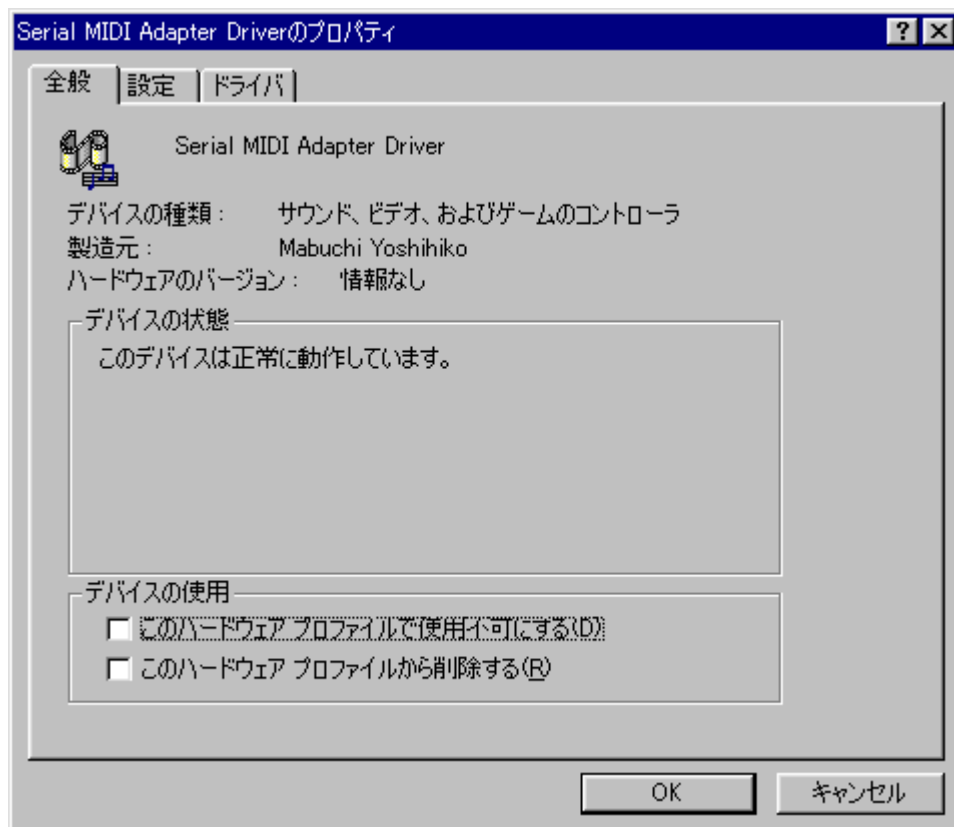 Serial MIDI Adapter Driverのプロパティ
全般 設定 ドライバ
Serial MIDI Adapter Driver
デバイスの種類： サウンド、ビデオ、およびゲームのコントローラ
製造元： Mabuchi Yoshihiko
ハードウェアのバージョン： 情報なし
デバイスの状態
このデバイスは正常に動作しています。
デバイスの使用
このハードウェア プロファイルで使用不可にする(D)
このハードウェア プロファイルから削除する(R)
OK キャンセル